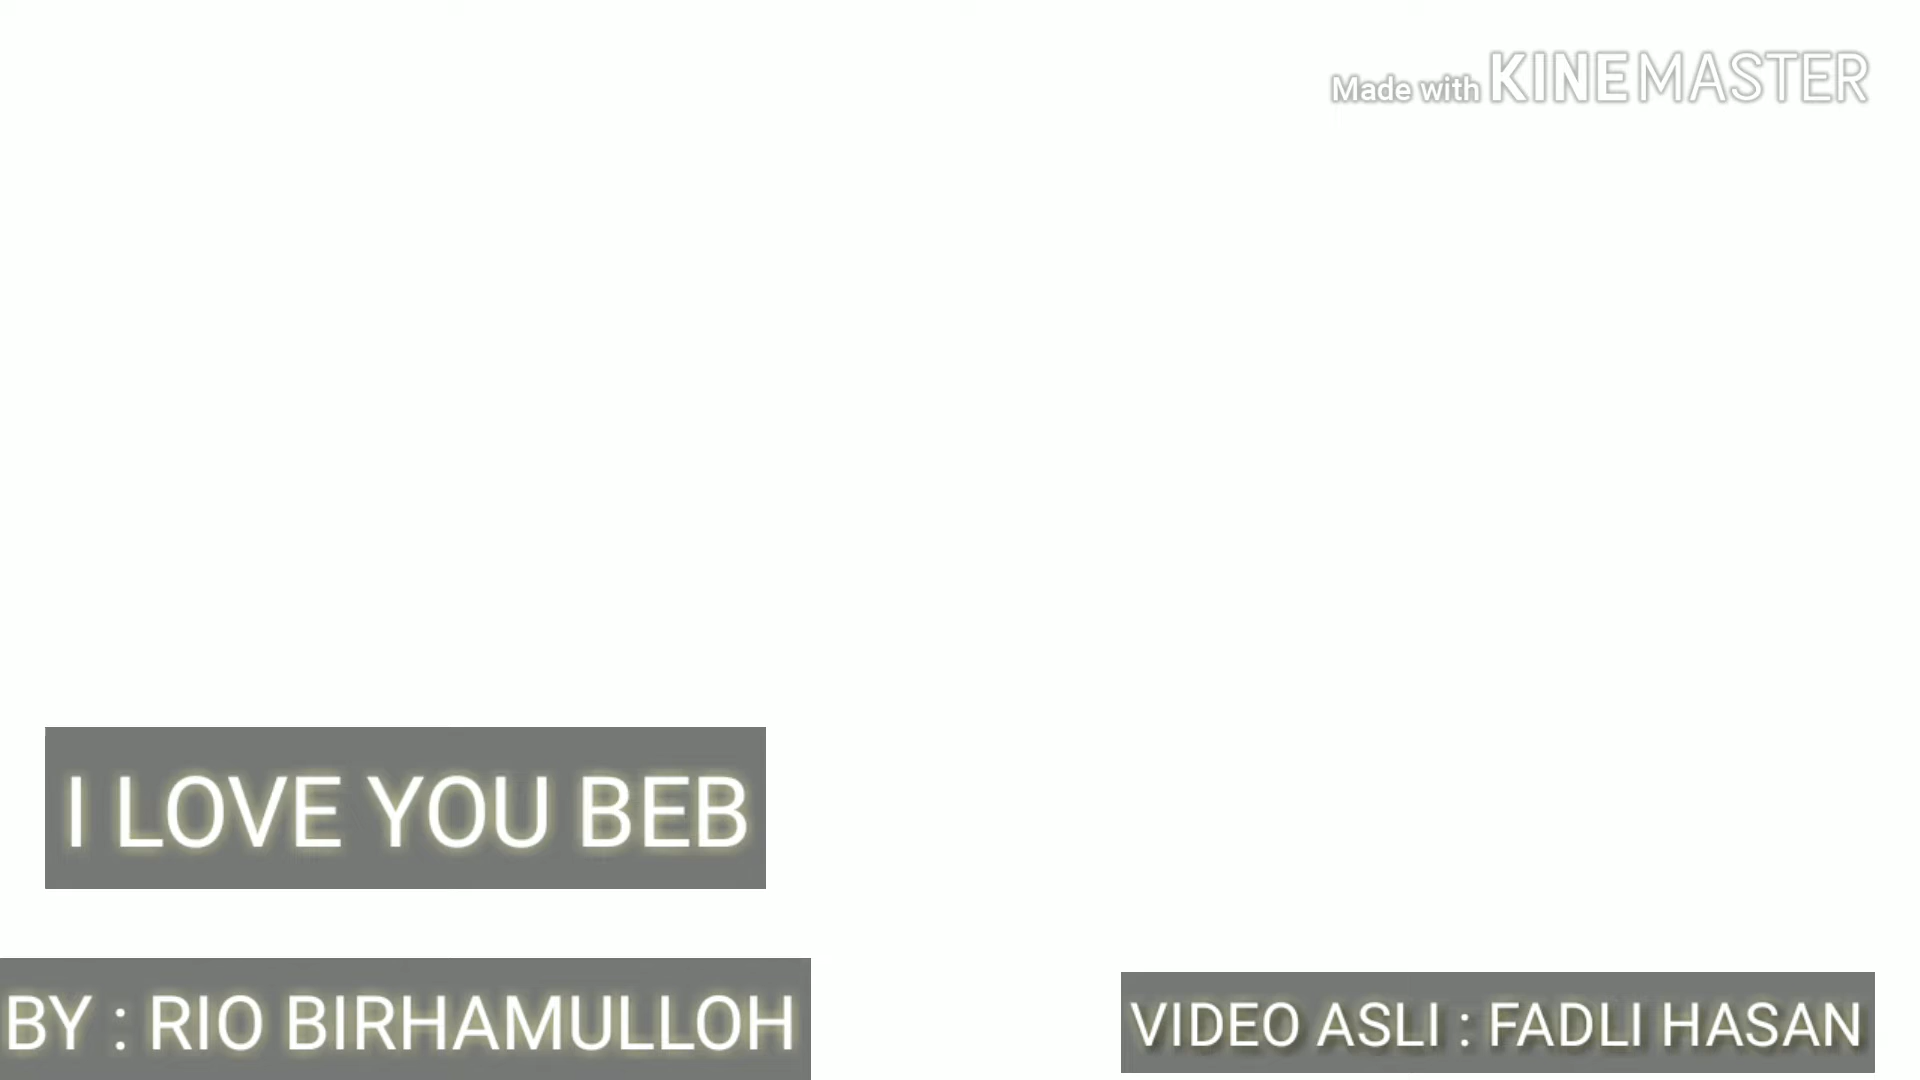 Made with KINEMASTER
I LOVE YOU BEB
BY : RIO BIRHAMULLOH
VIDEO ASLI : FADLI HASAN